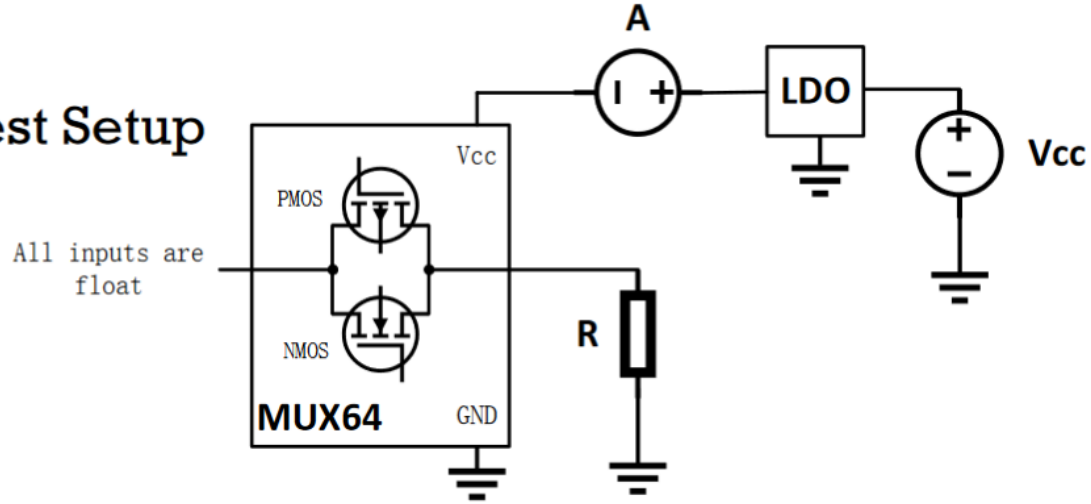 A
LDO
Vcc
est Setup
Vcc
PMOS
All inputs are
float
R
NMOS
MUX64
GND